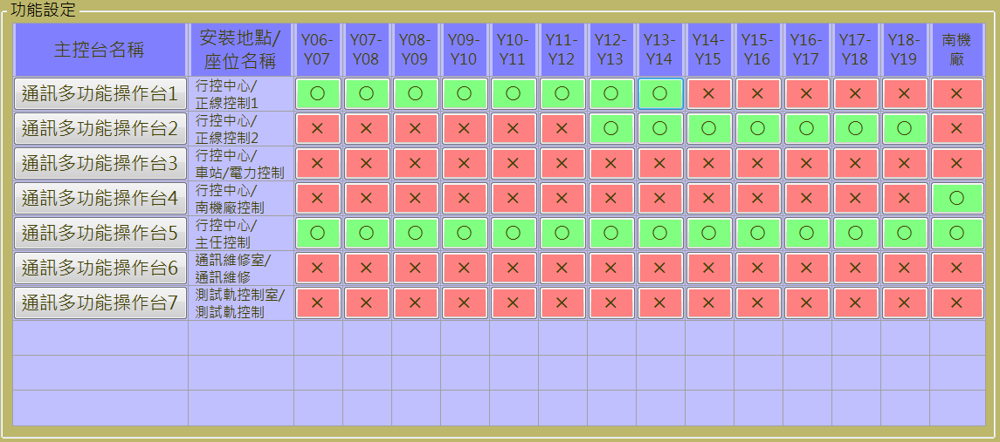 功能設定
主控台名稱 安裝地點/ Y06- Y07- Y08- Y09- Y10- Y11- Y12- Y13- Y14- Y15- Y16- Y17- Y18- 南機
座位名稱 Y07 Y08 Y09 Y10 Y11 Y12 Y13 Y14 Y15 Y16 Y17 Y18 Y19 廠
通訊多功能操作台1 行控中心/ ○ ○ ○ ○ ○ ○ ○ ○ × × × × × ×
正線控制1
通訊多功能操作台2 行控中心/ × × × × × × ○ ○ ○ ○ ○ ○ ○ ×
正線控制2
通訊多功能操作台3 行控中心/ × × × × × × × × × × × × × ×
車站/電力控制
通訊多功能操作台4 行控中心/ × × × × × × × × × × × × × ○
南機廠控制
通訊多功能操作台5 行控中心/ ○ ○ ○ ○ ○ ○ ○ ○ ○ ○ ○ ○ ○ ○
主任控制
通訊多功能操作台6 通訊維修室/ × × × × × × × × × × × × × ×
通訊維修
通訊多功能操作台7 測試軌控制室/ × × × × × × × × × × × × × ×
測試軌控制